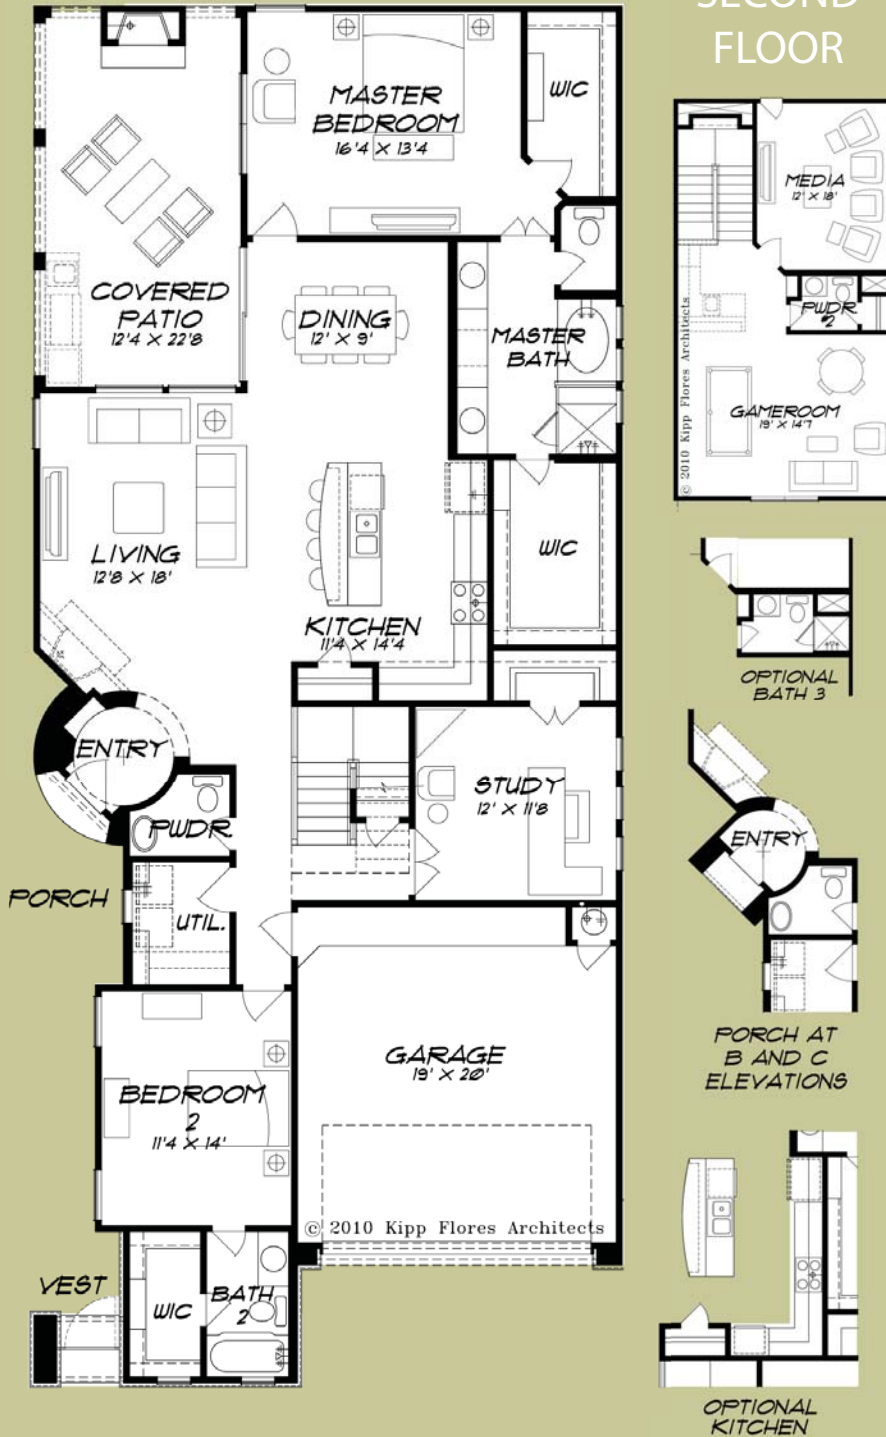 SECOND
FLOOR
MASTER
BEDROOM
16'4 X 13'4
WIC
COVERED
PATIO
12'4 X 22'8
DINING
12' X 9'
MASTER
BATH
LIVING
12'8 X 18'
KITCHEN
11'4 X 14'4
WIC
ENTRY
PWDR.
STUDY
12' X 11'8
PORCH
UTIL.
GARAGE
19' X 20'
BEDROOM
2
11'4 X 14'
© 2010 Kipp Flores Architects
VEST
WIC
BATH
2
MEDIA
12' X 18'
PWDR
2
GAMEROOM
19' X 14'7
© 2010 Kipp Flores Architects
OPTIONAL
BATH 3
ENTRY
PORCH AT
B AND C
ELEVATIONS
OPTIONAL
KITCHEN